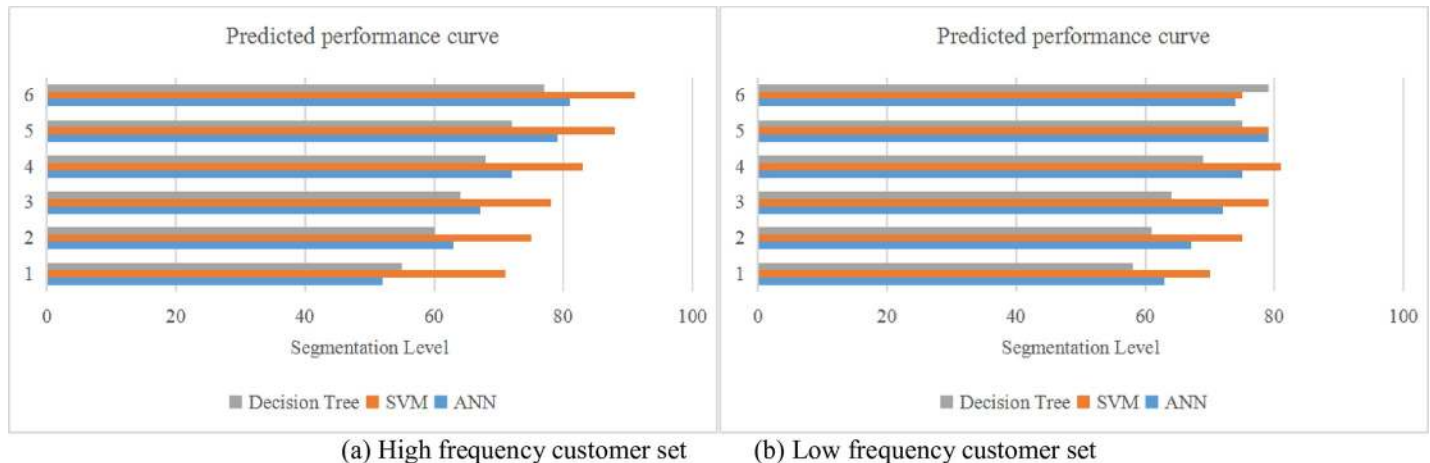 Predicted performance curve
6
5
4
3
2
1
0 20 40 60 80 100
Segmentation Level
Decision Tree SVM ANN
Predicted performance curve
6
5
4
3
2
1
0 20 40 60 80 100
Segmentation Level
Decision Tree SVM ANN
(a) High frequency customer set
(b) Low frequency customer set